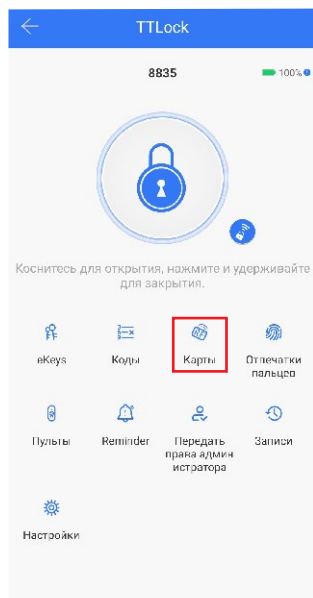 TTLock
8835
100%
Коснитесь для открытия, нажмите и удерживайте
для закрытия.
eKeys Коды Карты Отпечатки
пальцев
Пульты Reminder Передать Записи
права админ
истратора
Настройки